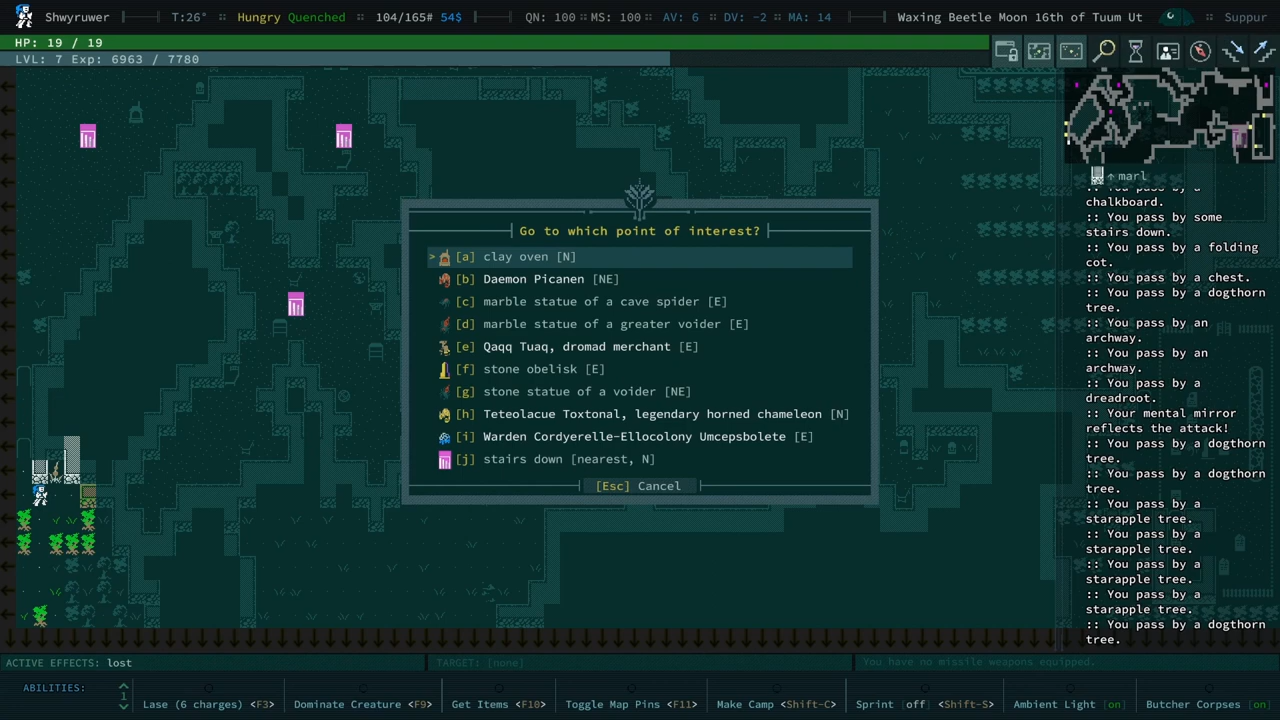 Shwyruwer T:26° :: Hungry Quenched :: 104/165# 54$ QN: 100 :: MS: 100 :: AV: 6 :: DV: -2 :: MA: 14 Waxing Beetle Moon 16th of Tuum Ut :: Suppur
HP: 19 / 19
LVL: 7 Exp: 6963 / 7780
↑ marl
:: You pass by a
chalkboard.
:: You pass by some
stairs down.
:: You pass by a folding
cot.
:: You pass by a chest.
:: You pass by a dogthorn
tree.
:: You pass by an
archway.
:: You pass by an
archway.
:: You pass by a
dreadroot.
:: Your mental mirror
reflects the attack!
:: You pass by a dogthorn
tree.
:: You pass by a dogthorn
tree.
:: You pass by a
starapple tree.
:: You pass by a
starapple tree.
:: You pass by a
starapple tree.
:: You pass by a
starapple tree.
:: You pass by a dogthorn
tree.
Go to which point of interest?
> [a] clay oven [N]
[b] Daemon Picanen [NE]
[c] marble statue of a cave spider [E]
[d] marble statue of a greater voider [E]
[e] Qaqq Tuaq, dromad merchant [E]
[f] stone obelisk [E]
[g] stone statue of a voider [NE]
[h] Teteolacue Toxtonal, legendary horned chameleon [N]
[i] Warden Cordyerelle-Ellocolony Umcepsbolete [E]
[j] stairs down [nearest, N]
[Esc] Cancel
ACTIVE EFFECTS: lost
TARGET: [none]
You have no missile weapons equipped.
ABILITIES: 1 Lase (6 charges) <F3> Dominate Creature <F9> Get Items <F10> Toggle Map Pins <F11> Make Camp <Shift-C> Sprint [off] <Shift-S> Ambient Light [on] Butcher Corpses [on]